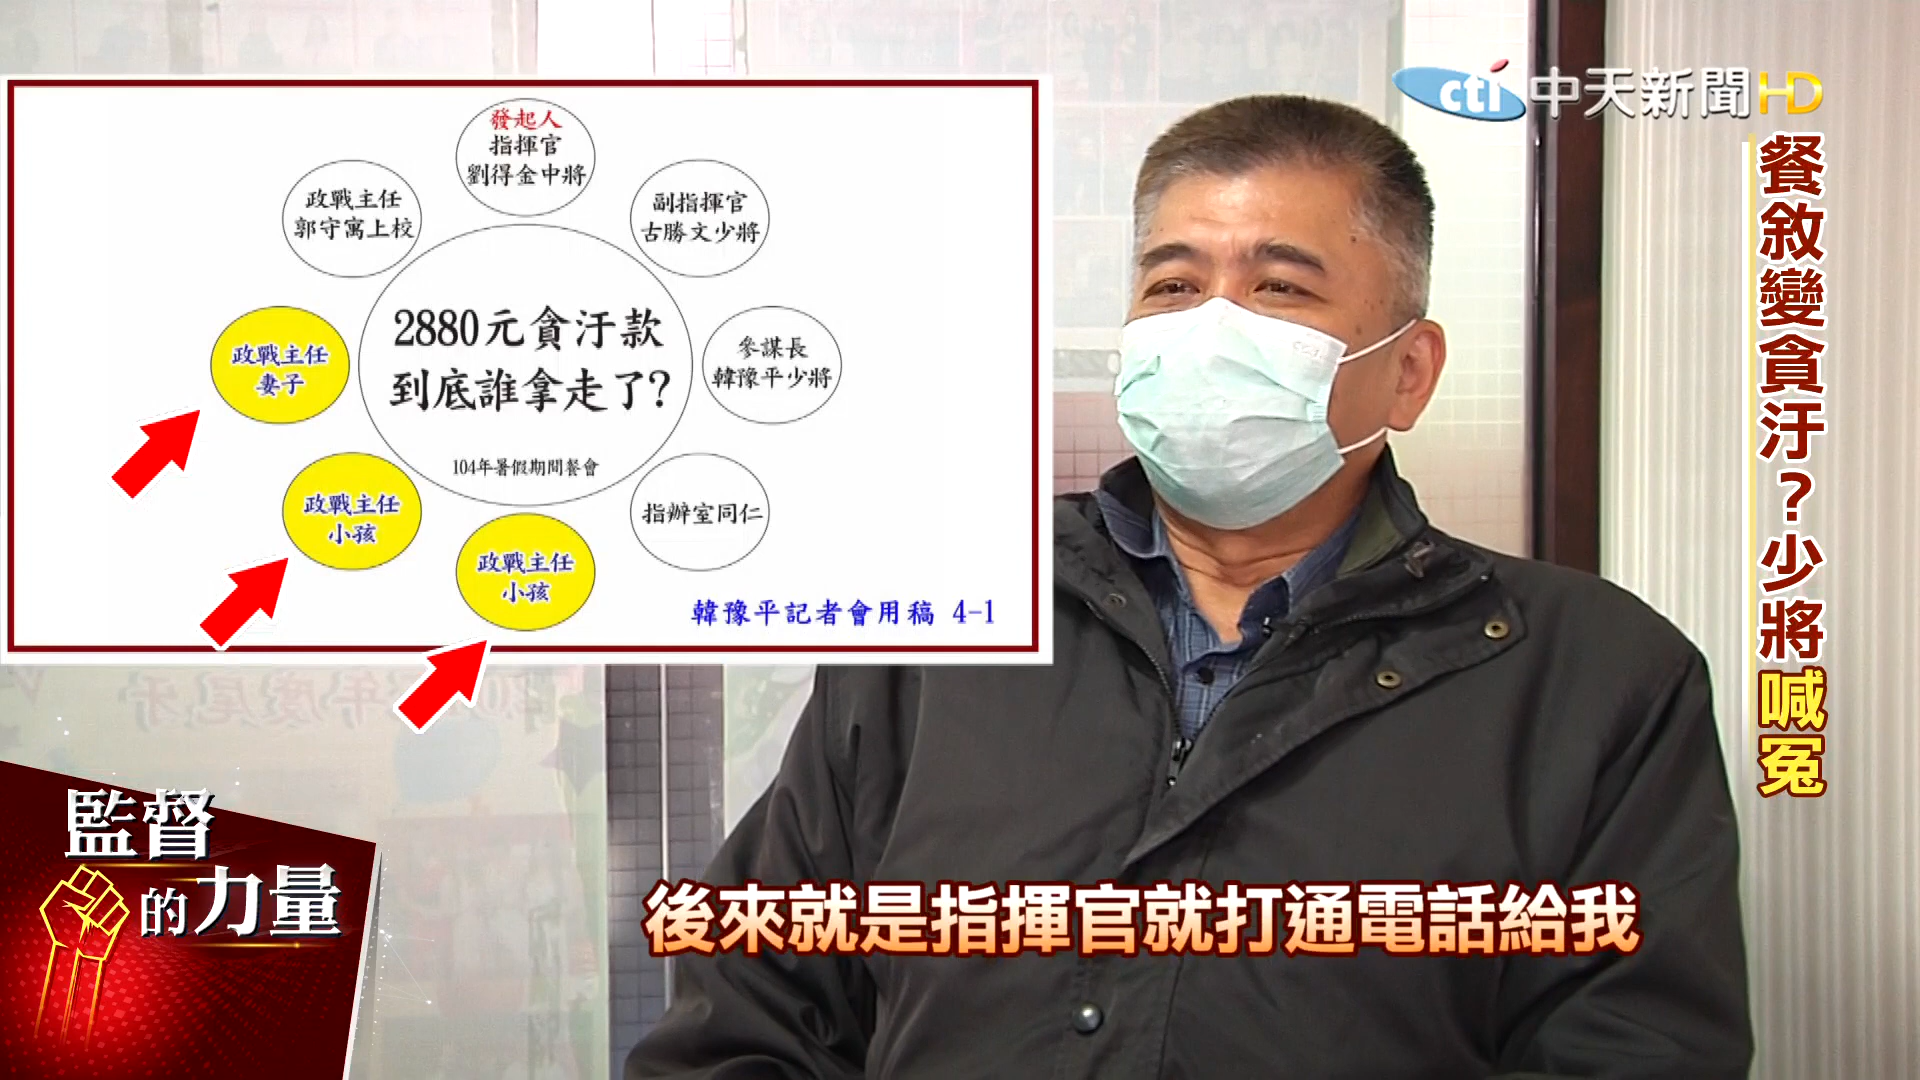 cti 中天新聞 HD
發起人
指揮官
劉得金中將
政戰主任
郭守寓上校
副指揮官
古勝文少將
政戰主任
妻子
2880元貪汙款
到底誰拿走了?
104年暑假期間餐會
參謀長
韓豫平少將
政戰主任
小孩
政戰主任
小孩
指辦室同仁
韓豫平記者會用稿 4-1
餐敘變貪汙?少將喊冤
監督
的力量
後來就是指揮官就打通電話給我